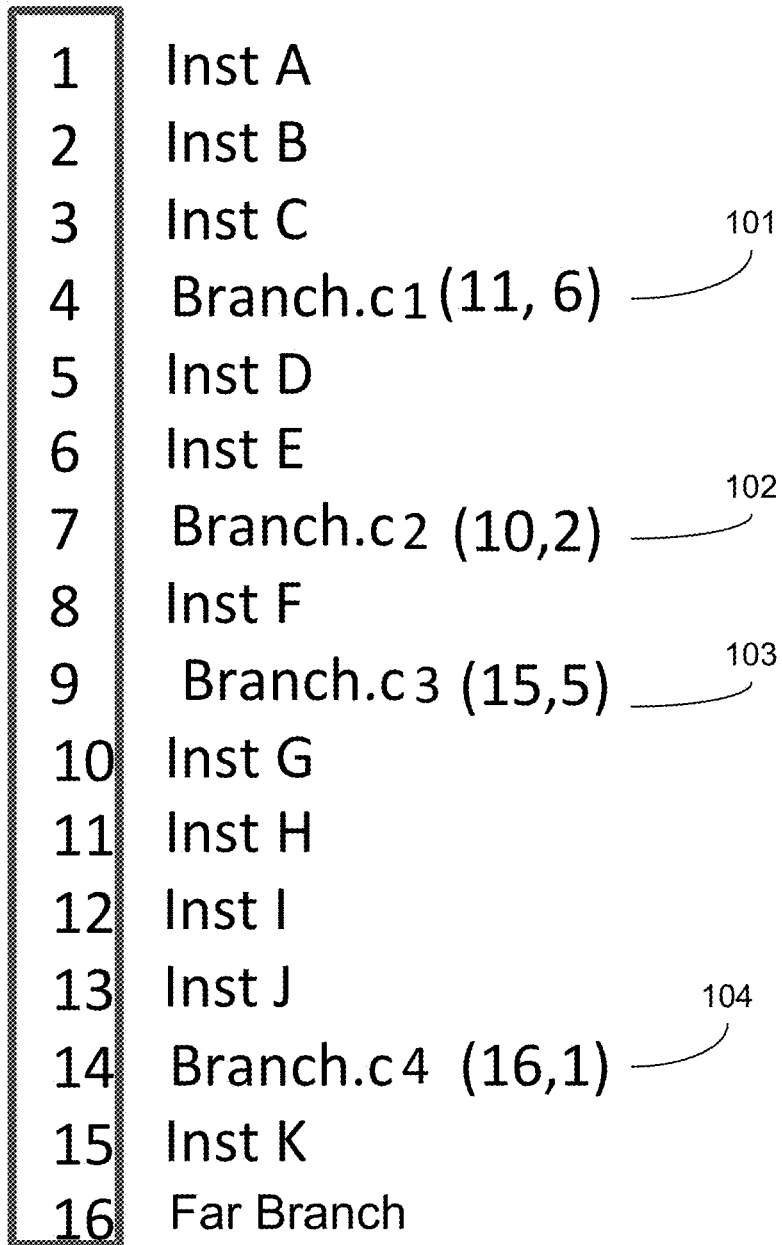 1 Inst A
2 Inst B
3 Inst C
101
4 Branch.c1 (11, 6)
5 Inst D
6 Inst E
102
7 Branch.c2 (10,2)
8 Inst F
103
9 Branch.c3 (15,5)
10 Inst G
11 Inst H
12 Inst I
13 Inst J
104
14 Branch.c4 (16,1)
15 Inst K
16 Far Branch